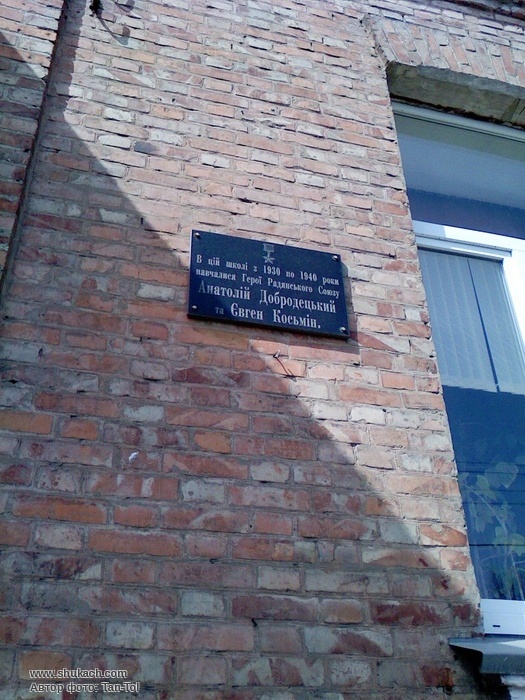 В цій школі з 1930 по 1940 роки
навчалися Герої Радянського Союзу
Анатолій Добродецький
та Євген Косьмін.
www.shukach.com
Автор фото: Tan-Tol